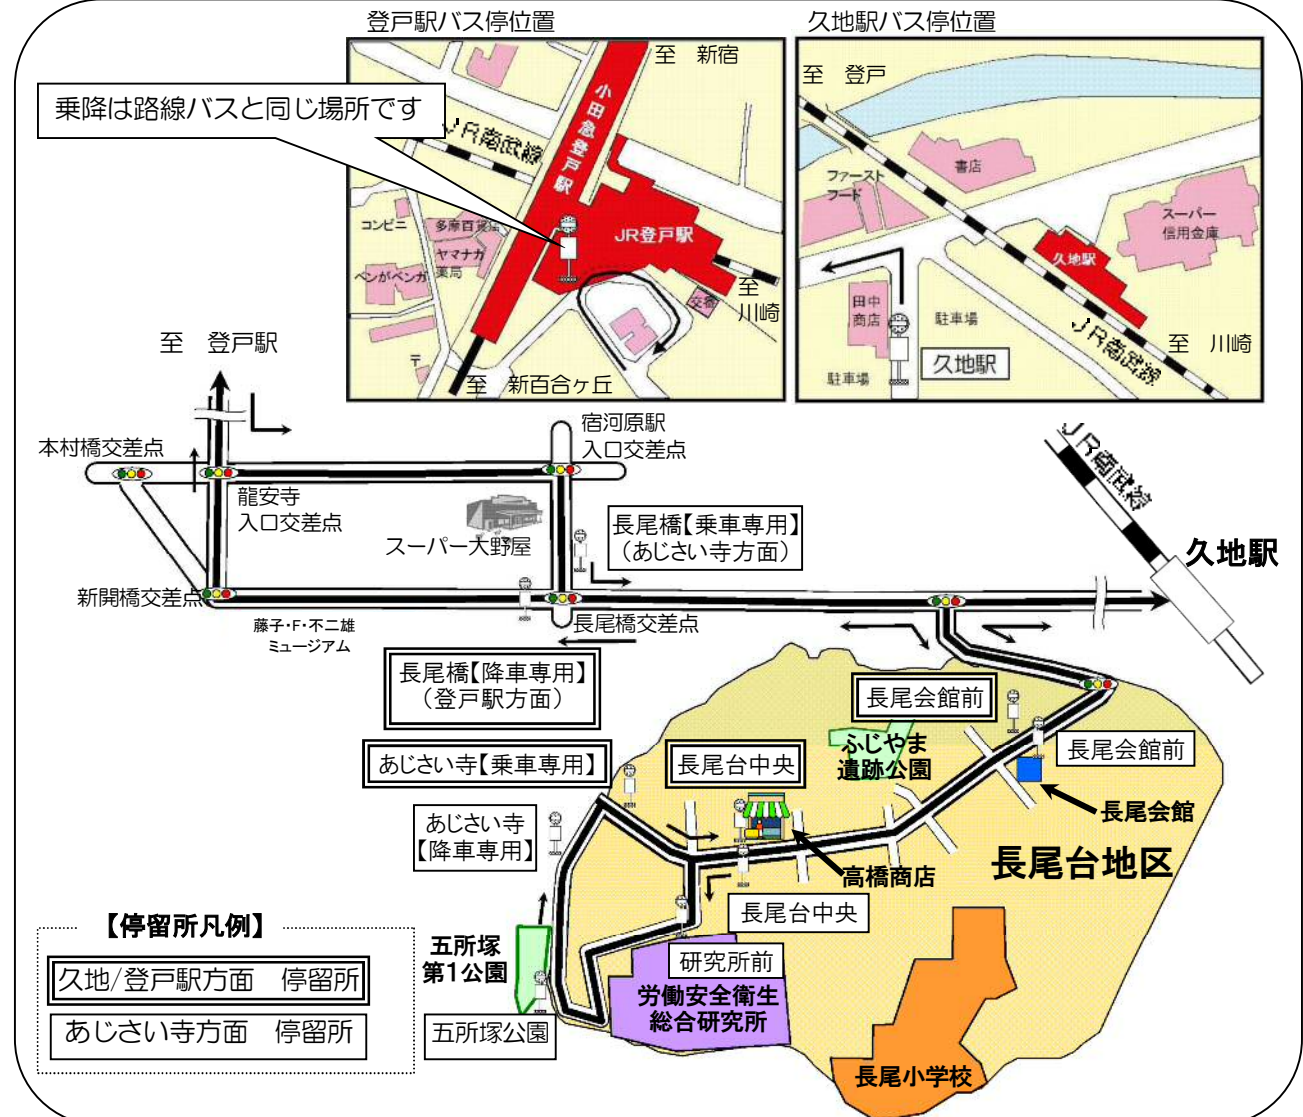 登戸駅バス停位置
久地駅バス停位置
乗降は路線バスと同じ場所です
至　新宿
小田急登戸駅
JR南武線
コンビニ
多摩百貨店
ヤマナカ
薬局
ペンがペンガ
JR登戸駅
交番
至
川崎
〒
至　新百合ヶ丘
至　登戸
ファースト
フード
書店
スーパー
信用金庫
久地駅
田中
商店
駐車場
駐車場
久地駅
JR南武線
至　川崎
至　登戸駅
本村橋交差点
龍安寺
入口交差点
宿河原駅
入口交差点
スーパー大野屋
長尾橋【乗車専用】
（あじさい寺方面）
JR南武線
久地駅
新開橋交差点
藤子・F・不二雄
ミュージアム
長尾橋交差点
長尾橋【降車専用】
（登戸駅方面）
長尾会館前
ふじやま
遺跡公園
長尾会館前
長尾会館
あじさい寺【乗車専用】
長尾台中央
あじさい寺
【降車専用】
高橋商店
長尾台地区
長尾台中央
五所塚
第1公園
研究所前
労働安全衛生
総合研究所
五所塚公園
長尾小学校
【停留所凡例】
久地/登戸駅方面　停留所
あじさい寺方面　停留所